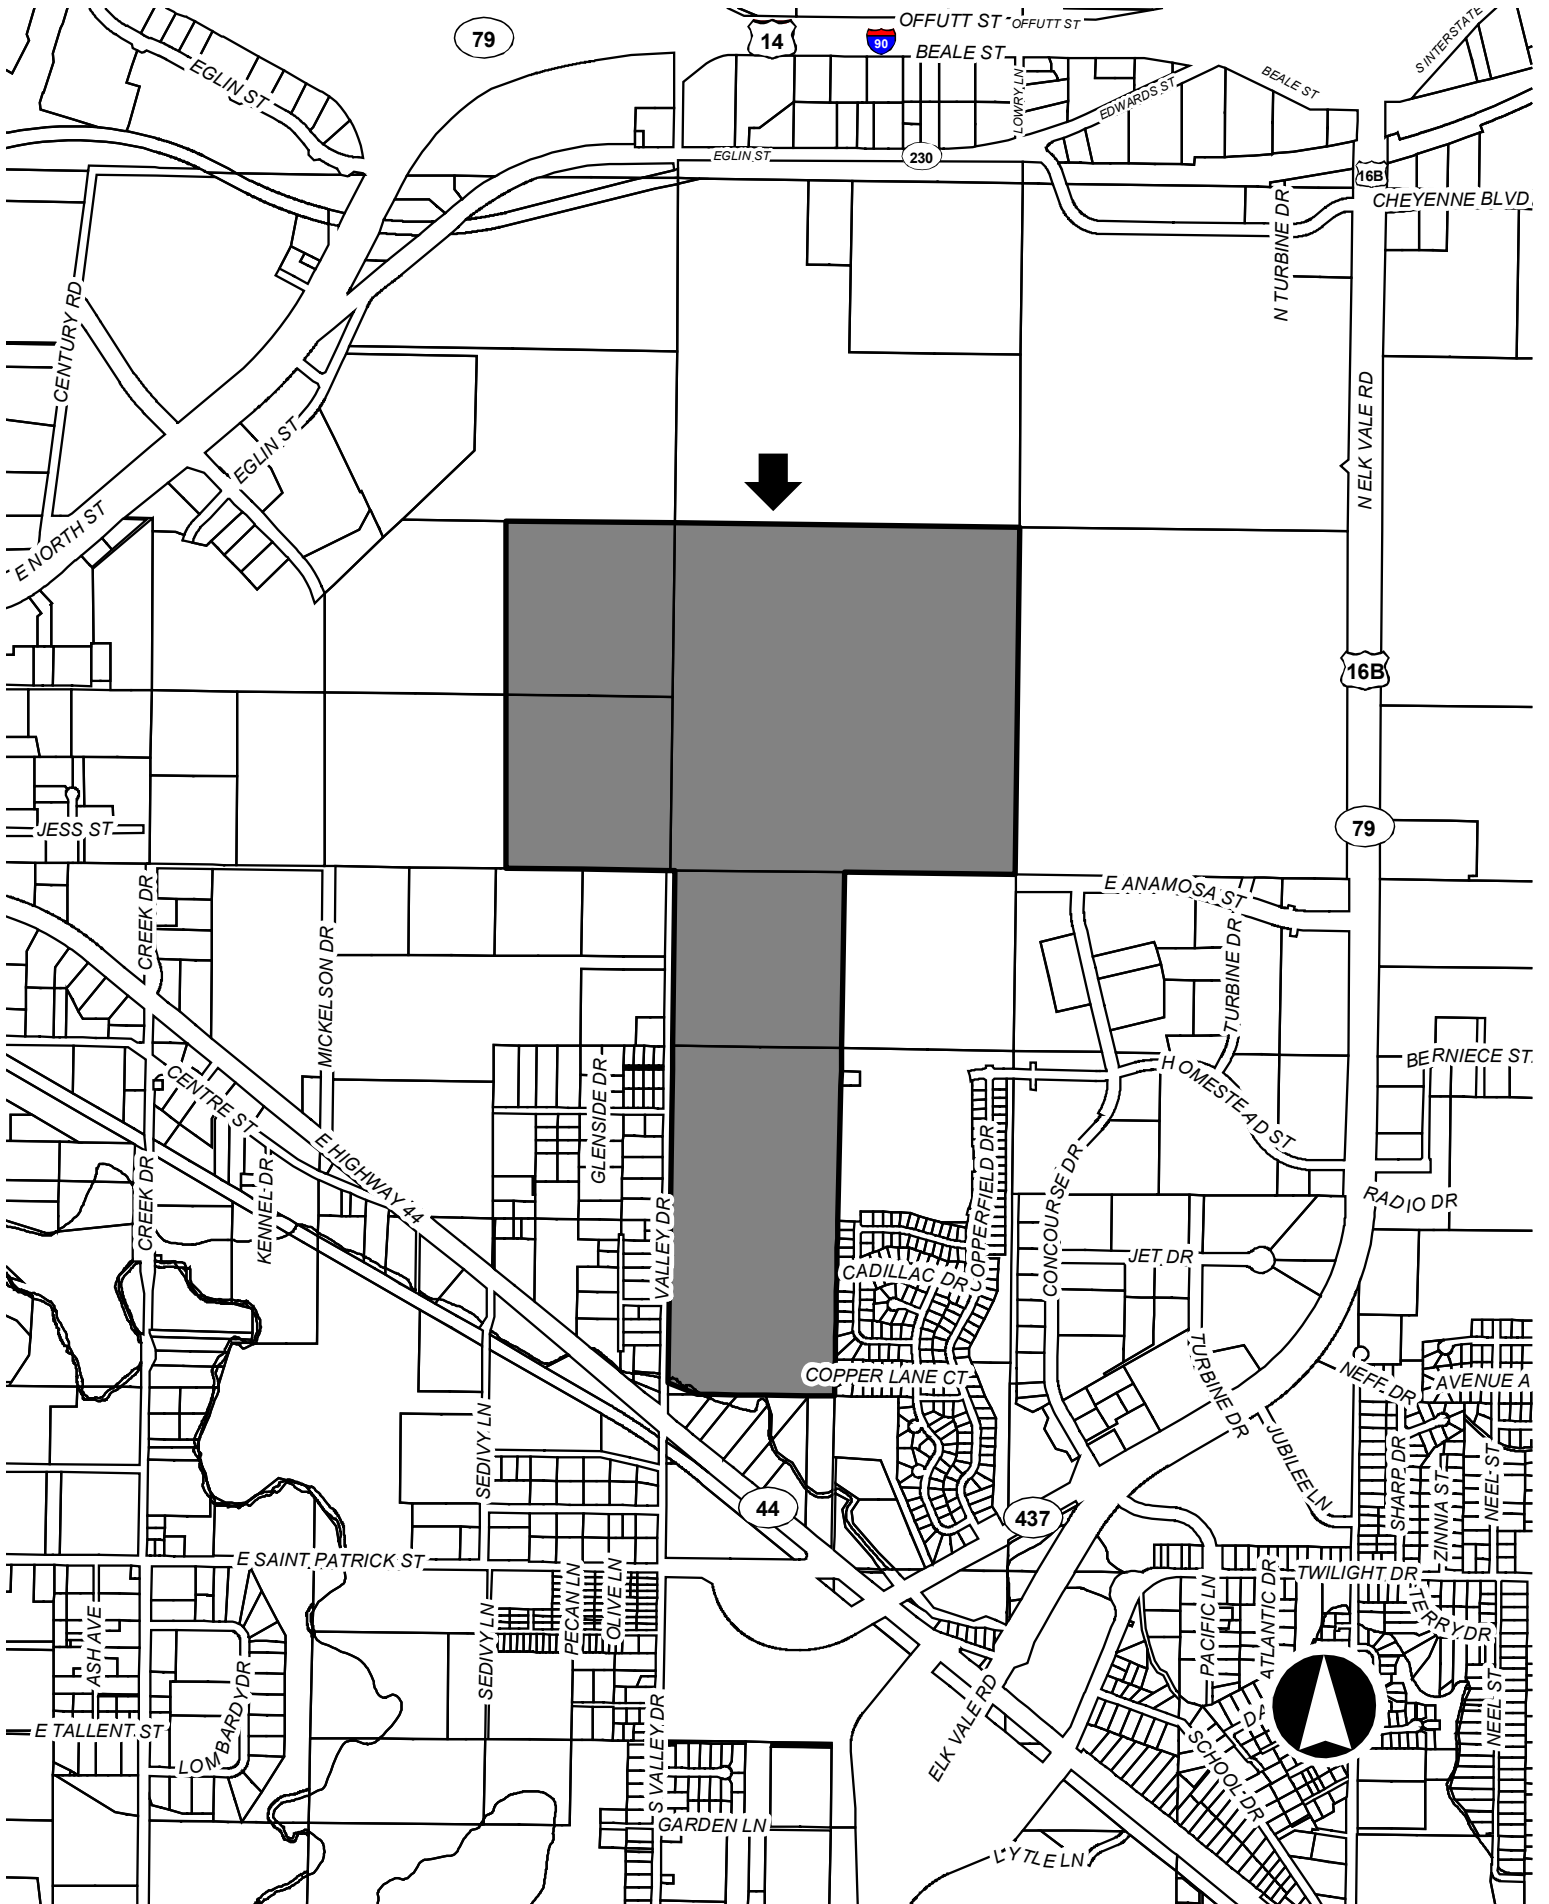 OFFUTT ST
OFFUTT ST
79
14
90
BEALE ST
S INTERSTATE
EGLIN ST
LOWRY LN
EDWARDS ST
BEALE ST
EGLIN ST
230
16B
CHEYENNE BLVD
N TURBINE DR
CENTURY RD
N ELK VALE RD
EGLIN ST
E NORTH ST
16B
79
JESS ST
E ANAMOSA ST
CREEK DR
MICKELSON DR
TURBINE DR
BERNIECE ST
HOMESTEAD ST
CENTRE ST
GLENSIDE DR
E HIGHWAY 44
COPPERFIELD DR
CONCOURSE DR
CREEK DR
KENNEL DR
VALLEY DR
RADIO DR
JET DR
CADILLAC DR
COPPER LANE CT
TURBINE DR
NEFF DR
AVENUE A
SEDIVY LN
JUBILEE LN
SHARP DR
ZINNIA ST
NEEL ST
44
437
E SAINT PATRICK ST
TWILIGHT DR
PECAN LN
OLIVE LN
PACIFIC LN
ATLANTIC DR
TERRY DR
ASH AVE
SEDIVY LN
ELK VALE RD
DA
NEEL ST
E TALLENT ST
LOMBARDY DR
S VALLEY DR
SCHOOL DR
GARDEN LN
LYTLE LN